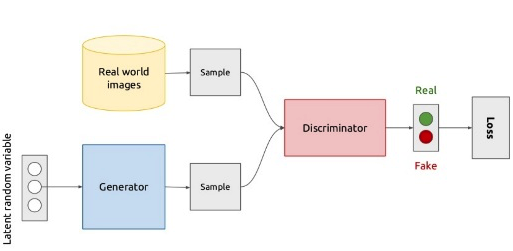 Real world
images
Sample
Real
Discriminator
Loss
Fake
Latent random variable
Generator
Sample